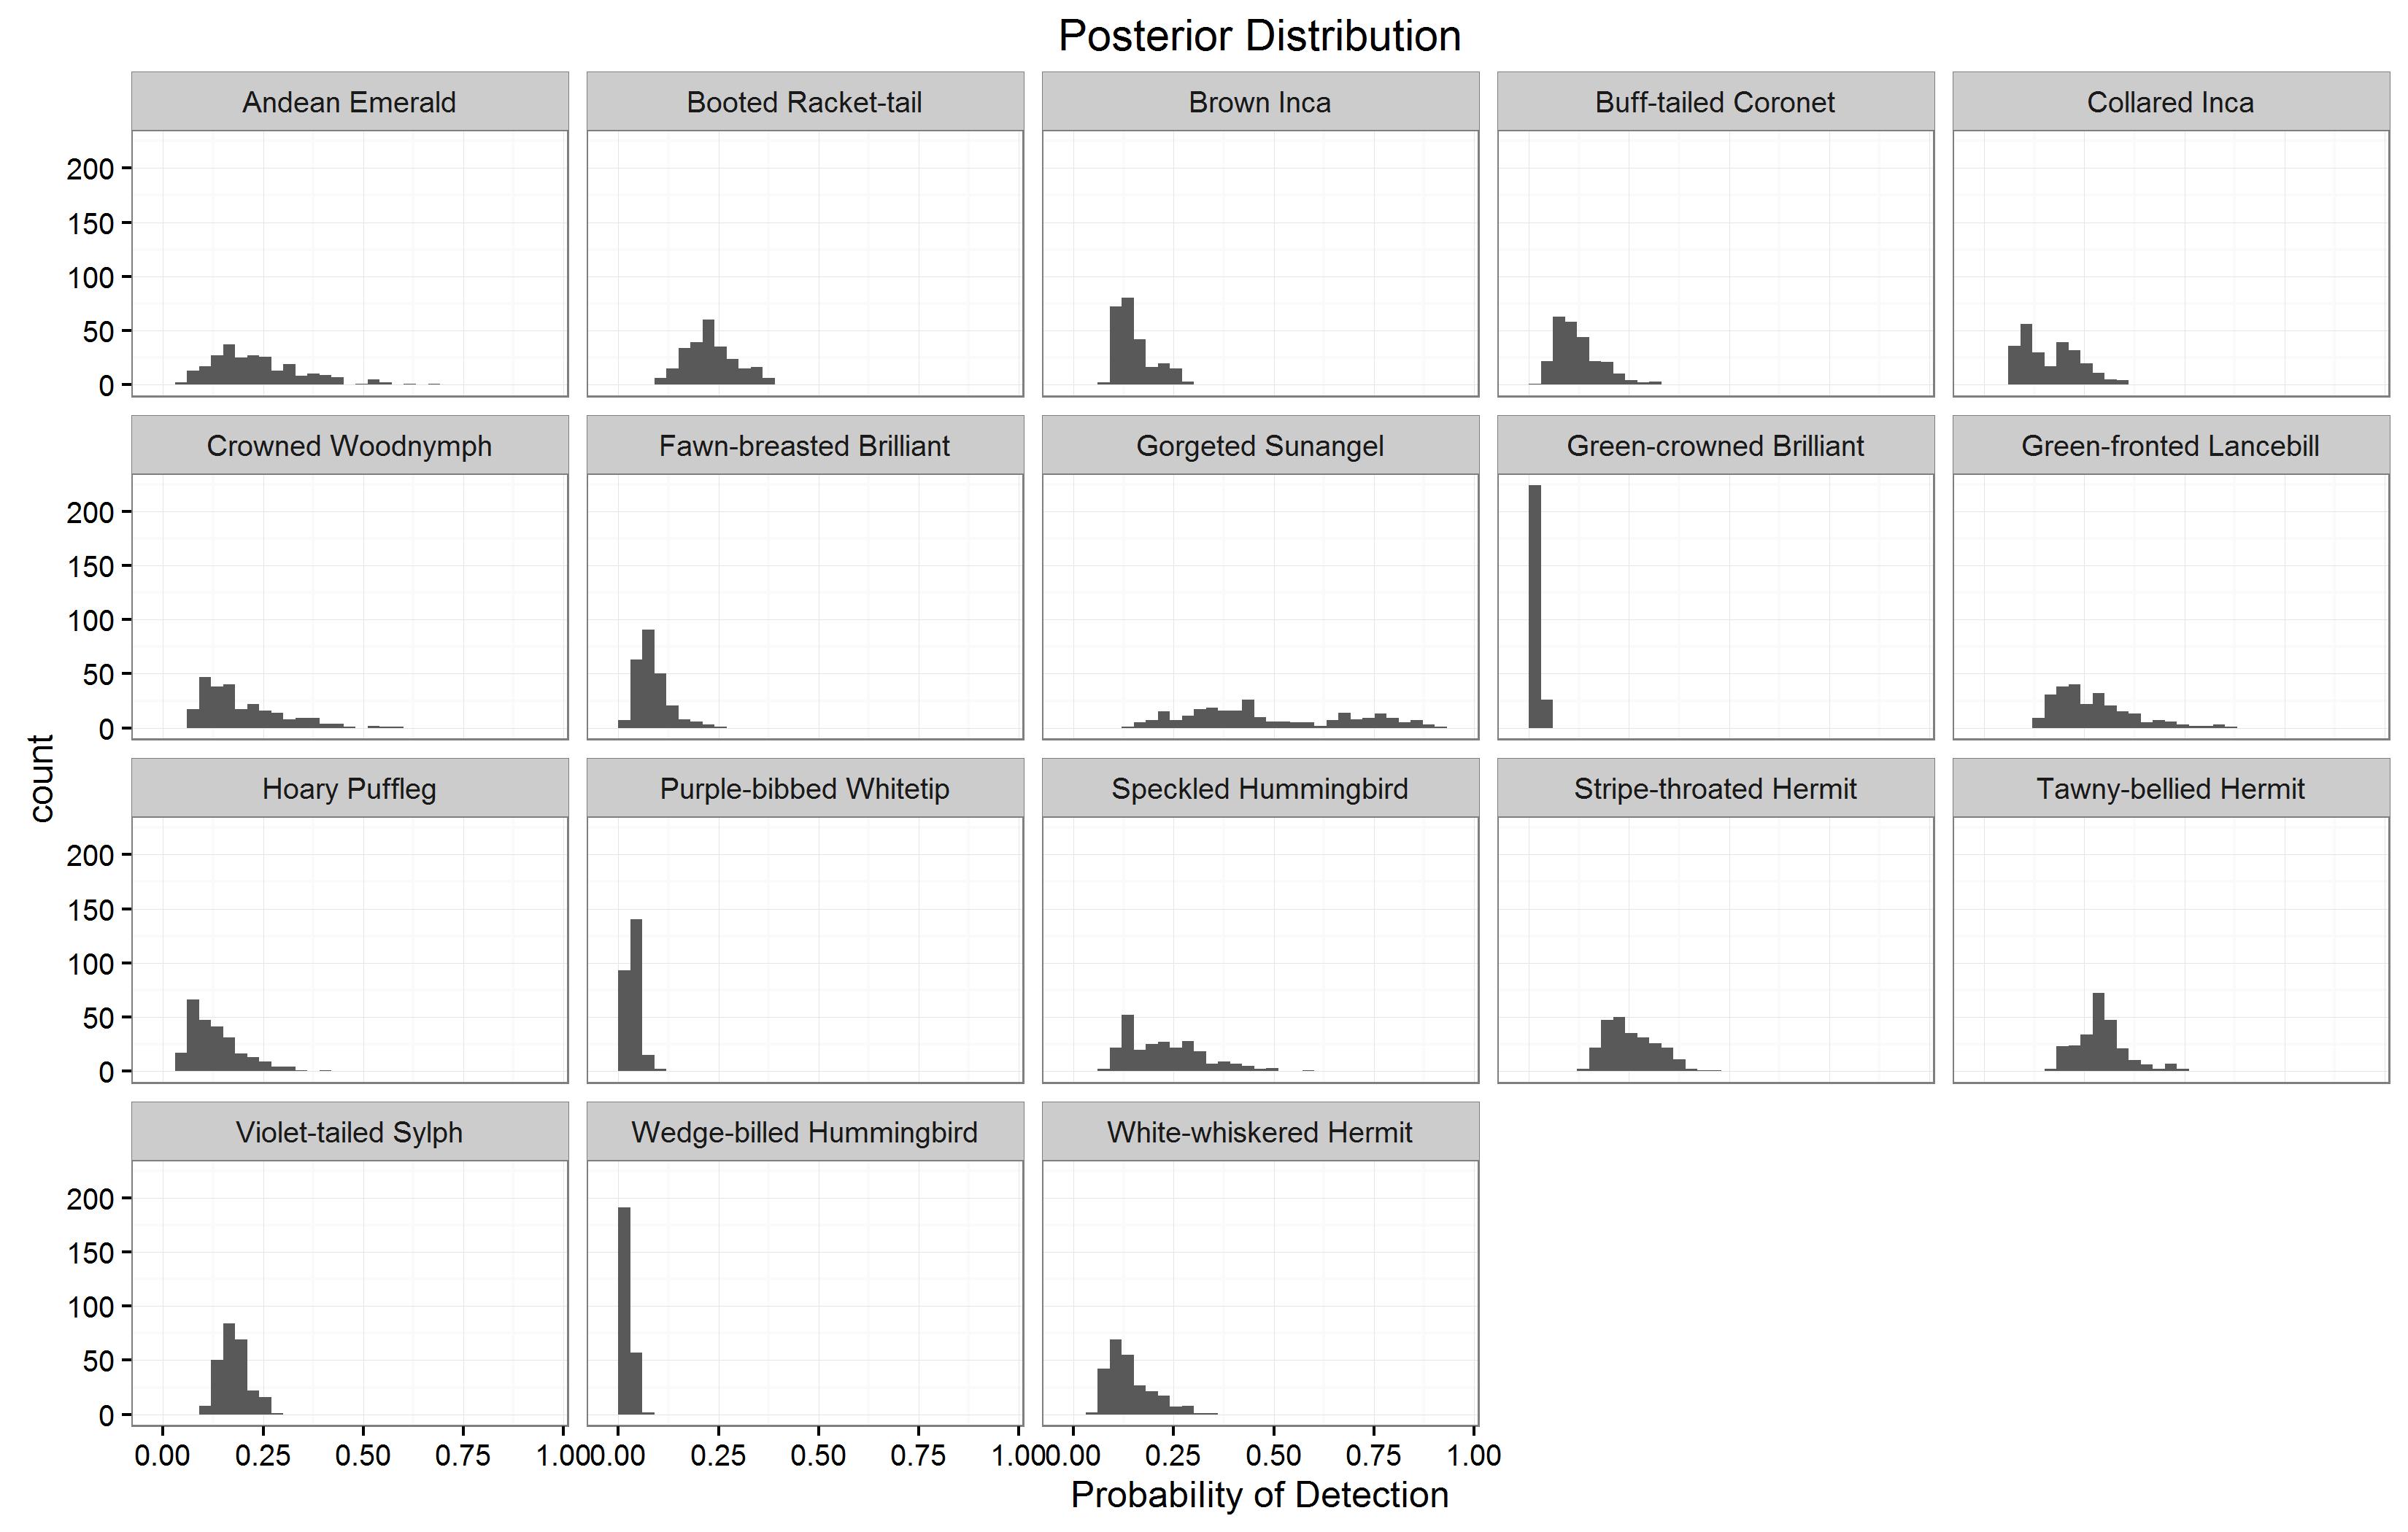 Posterior Distribution
Andean Emerald Booted Racket-tail Brown Inca Buff-tailed Coronet Collared Inca
200
150
100
50
0
Crowned Woodnymph Fawn-breasted Brilliant Gorgeted Sunangel Green-crowned Brilliant Green-fronted Lancebill
200
150
100
50
0
count
Hoary Puffleg Purple-bibbed Whitetip Speckled Hummingbird Stripe-throated Hermit Tawny-bellied Hermit
200
150
100
50
0
Violet-tailed Sylph Wedge-billed Hummingbird White-whiskered Hermit
200
150
100
50
0
0.00 0.25 0.50 0.75 1.00 0.00 0.25 0.50 0.75 1.00 0.00 0.25 0.50 0.75 1.00
Probability of Detection